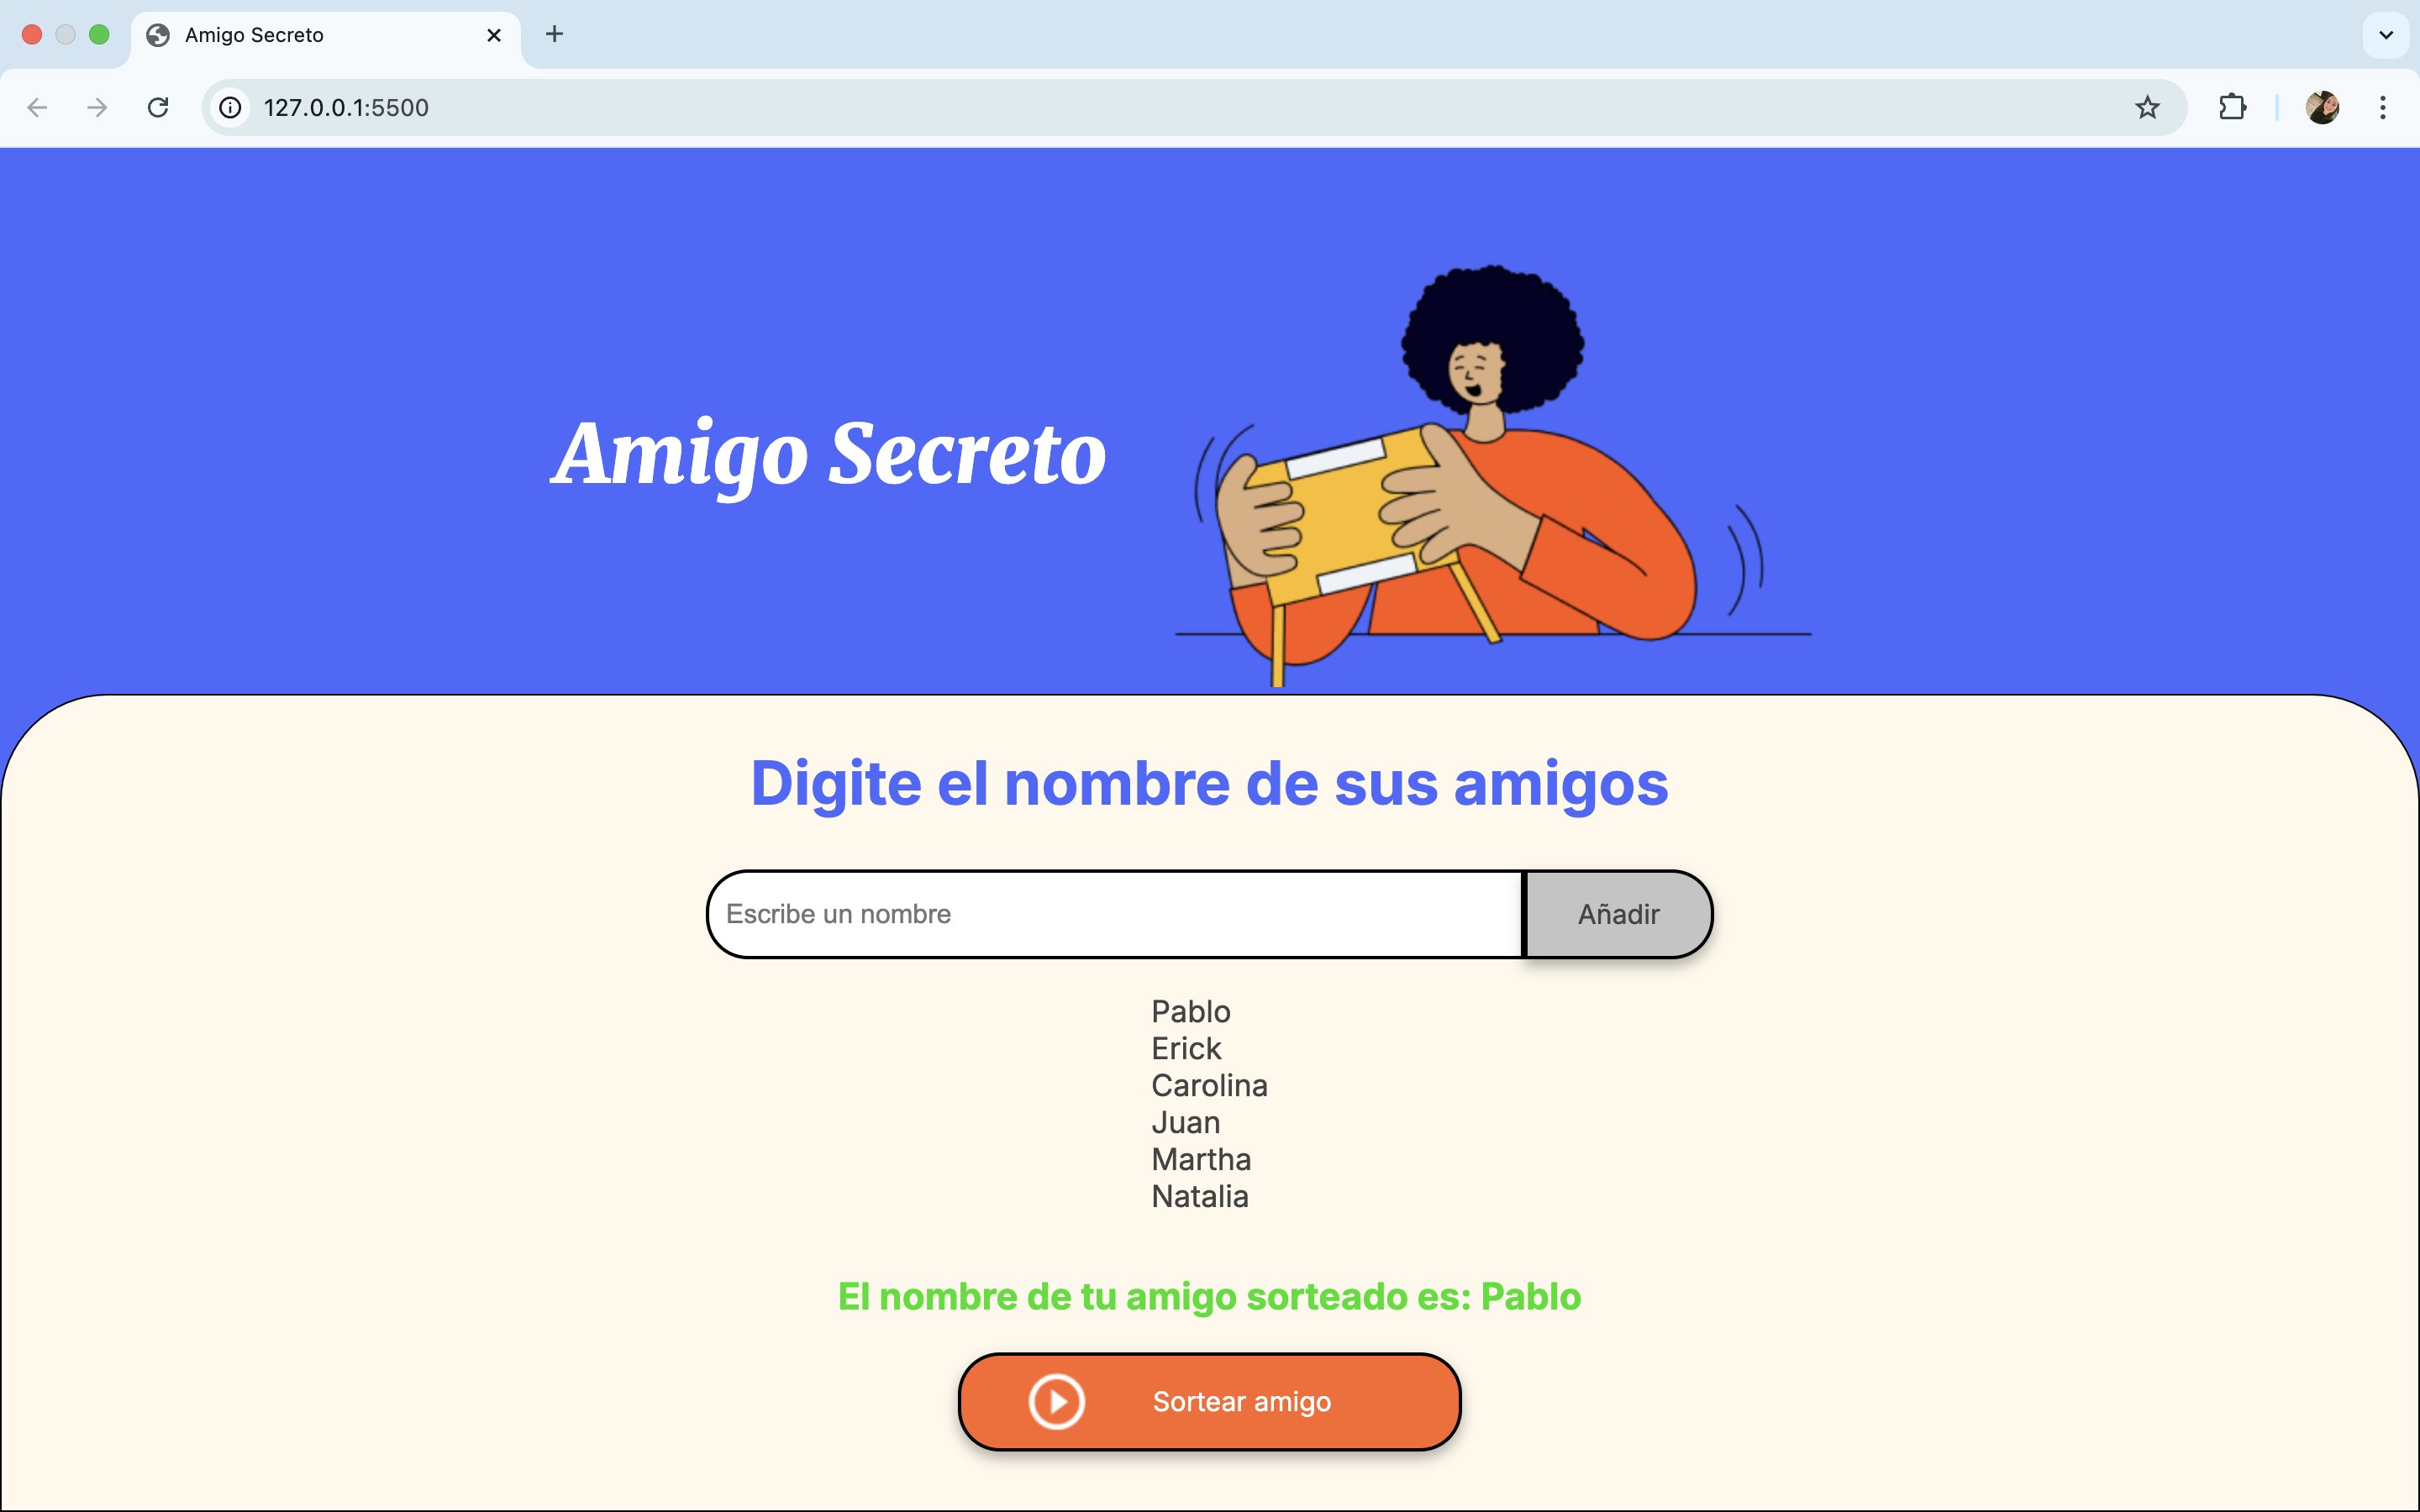 Amigo Secreto
127.0.0.1:5500
Amigo Secreto
Digite el nombre de sus amigos
Escribe un nombre
Añadir
Pablo
Erick
Carolina
Juan
Martha
Natalia
El nombre de tu amigo sorteado es: Pablo
Sortear amigo